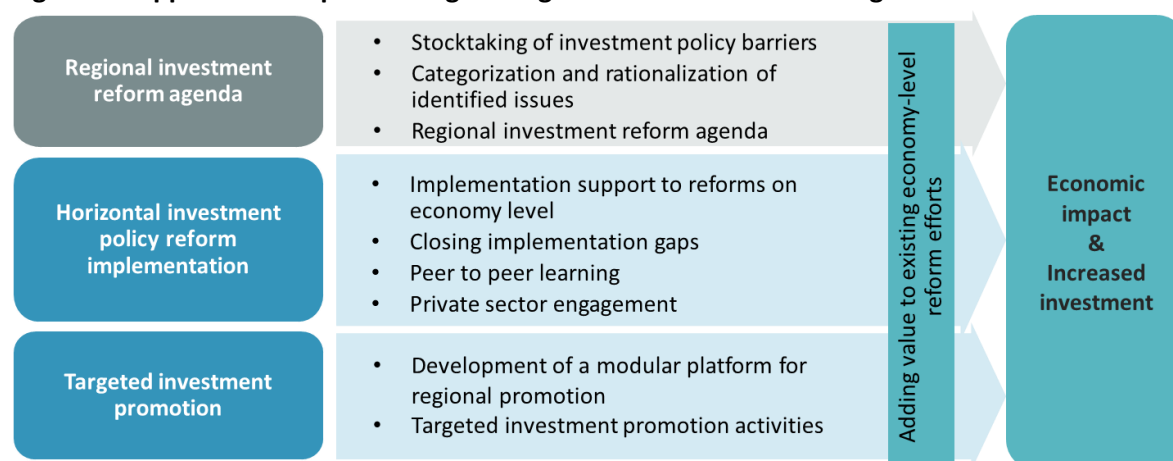 Regional investment
reform agenda
• Stocktaking of investment policy barriers
• Categorization and rationalization of
identified issues
• Regional investment reform agenda
Horizontal investment
policy reform
implementation
• Implementation support to reforms on
economy level
• Closing implementation gaps
• Peer to peer learning
• Private sector engagement
Targeted investment
promotion
• Development of a modular platform for
regional promotion
• Targeted investment promotion activities
Adding value to existing economy-level
reform efforts
Economic
impact
&
Increased
investment